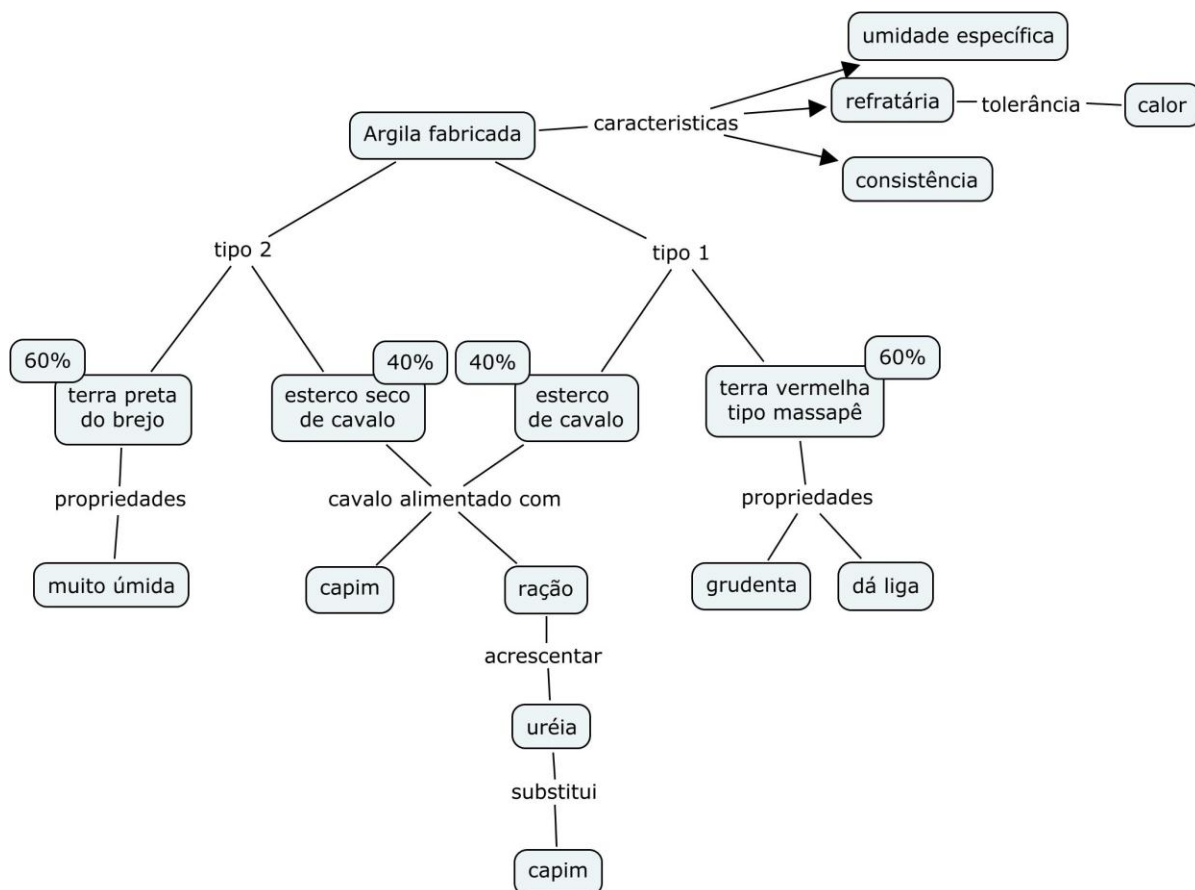 umidade específica
refratária
tolerância
calor
Argila fabricada
caracteristicas
consistência
tipo 2
tipo 1
60%
40%
40%
60%
terra preta
do brejo
esterco seco
de cavalo
esterco
de cavalo
terra vermelha
tipo massapê
propriedades
cavalo alimentado com
propriedades
muito úmida
capim
ração
grudenta
dá liga
acrescentar
uréia
substitui
capim